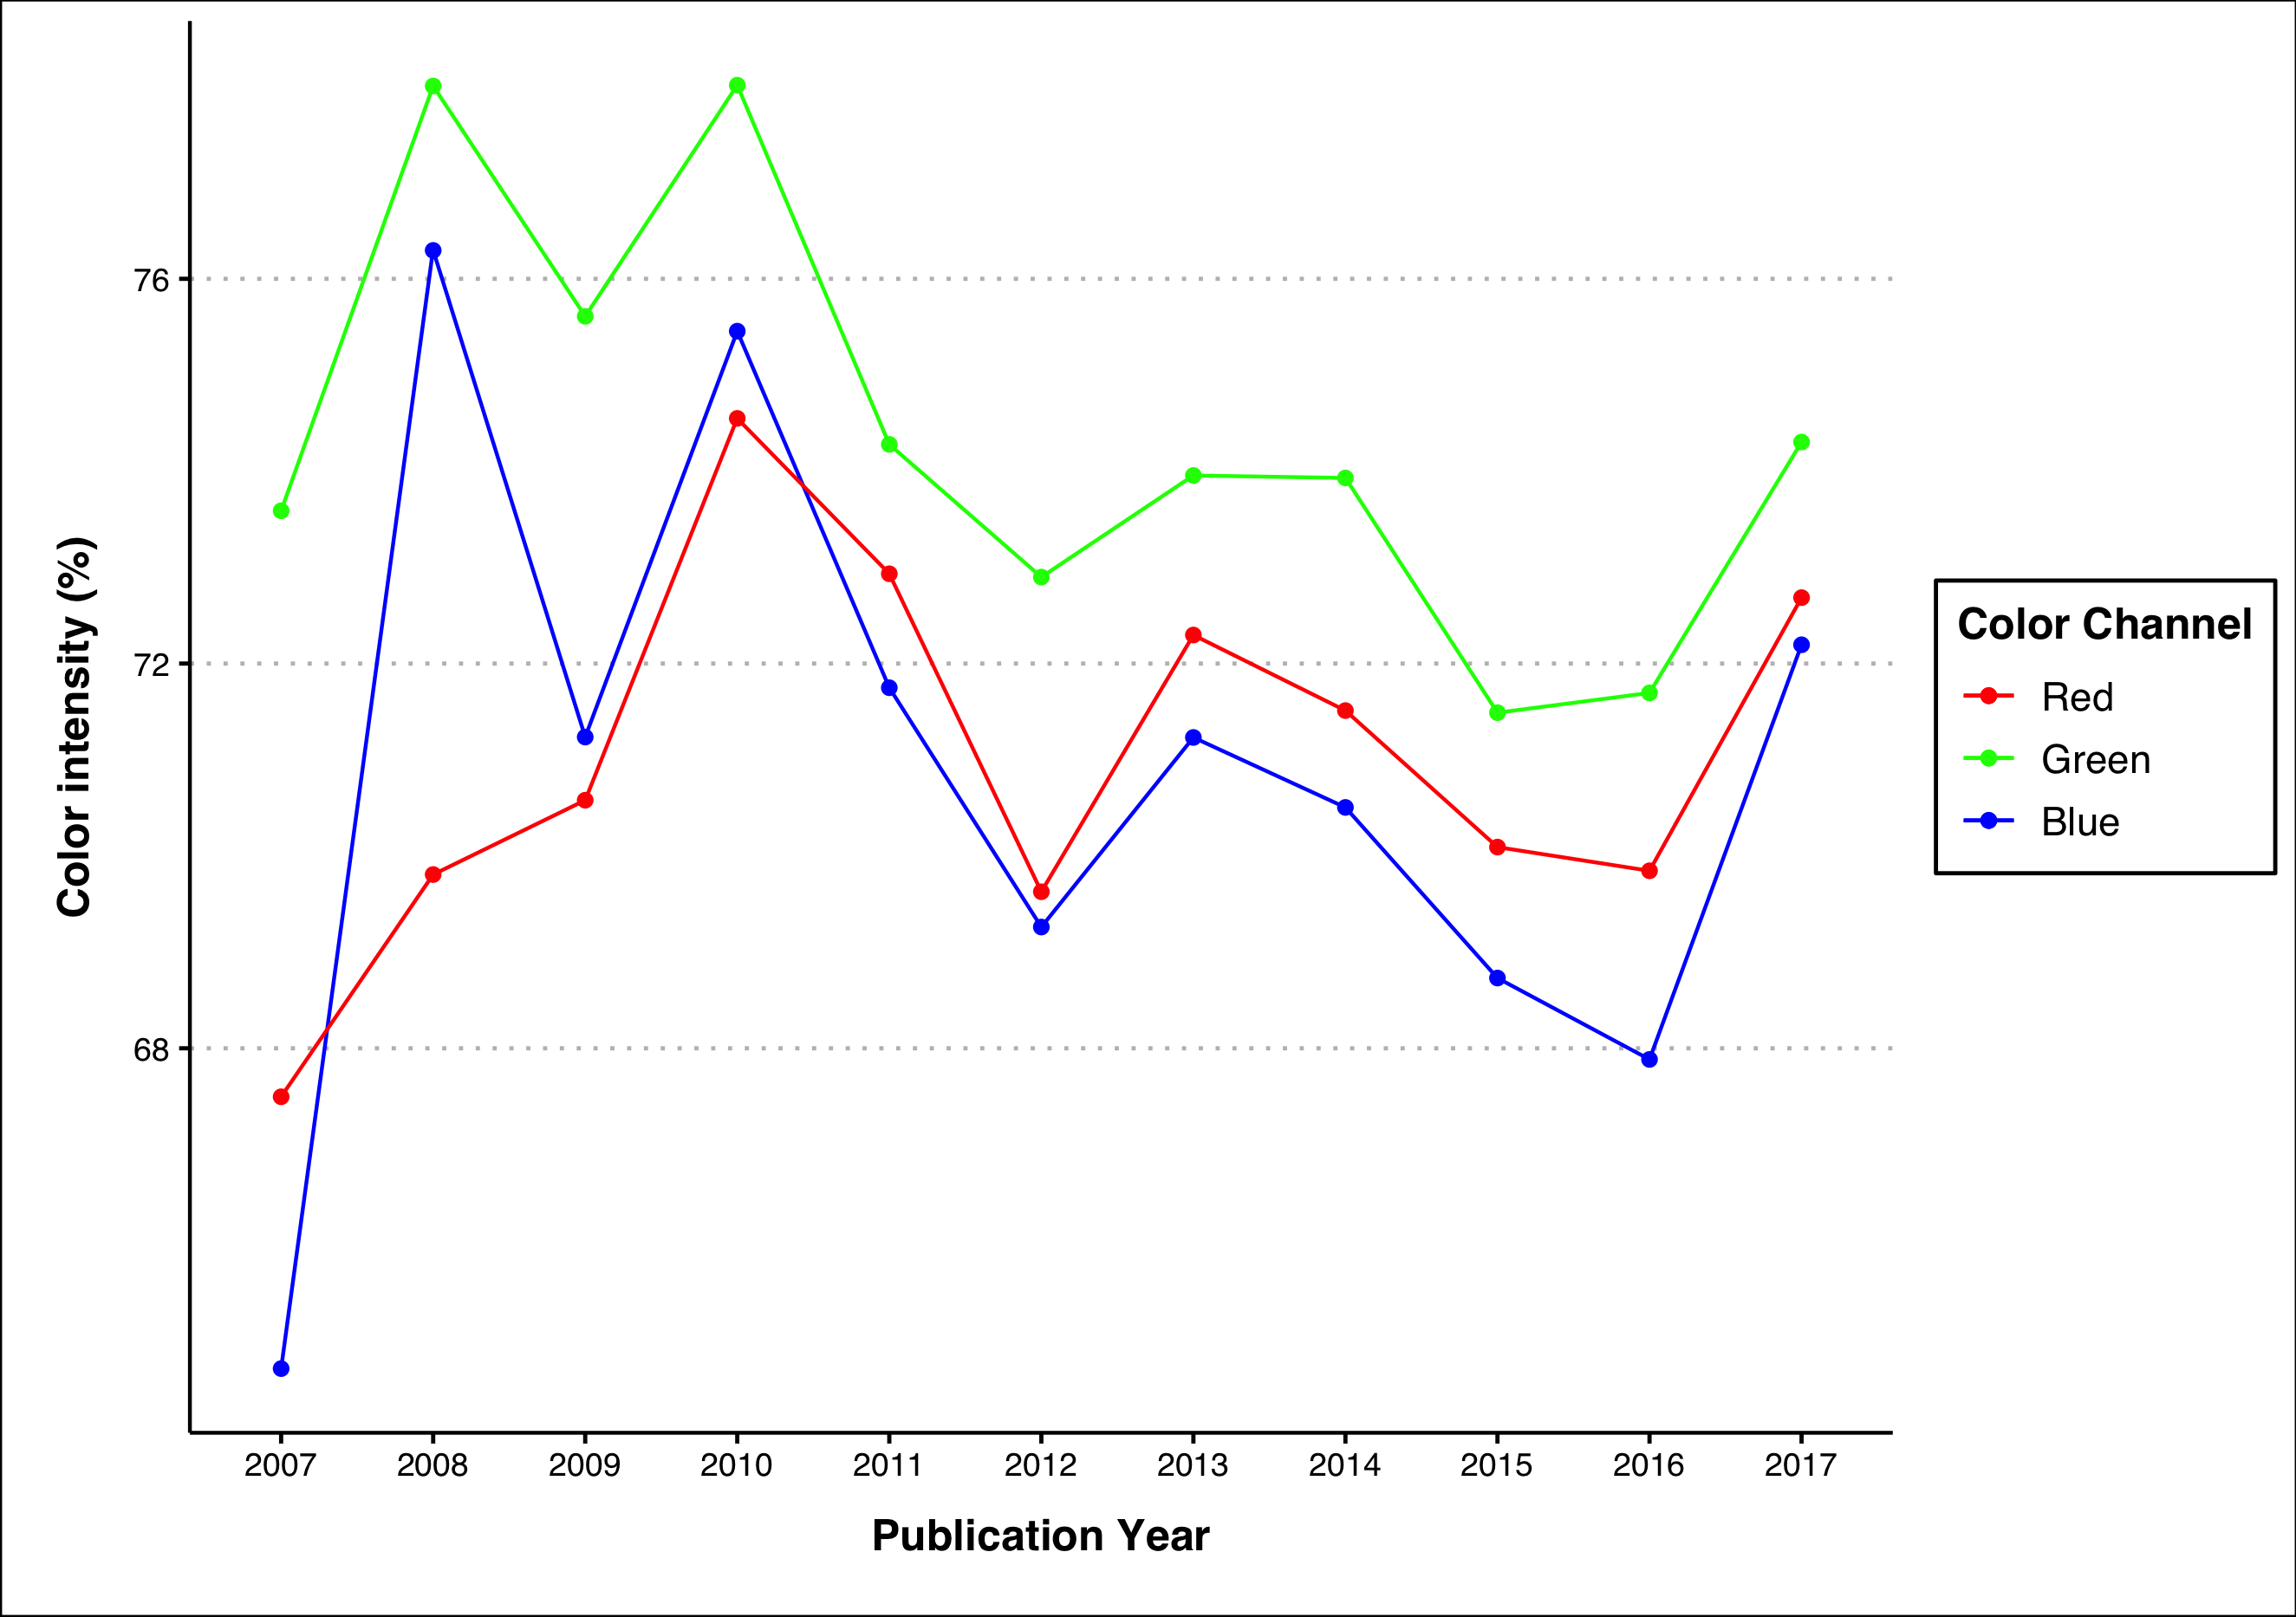 Color intensity (%)
76
72
68
2007 2008 2009 2010 2011 2012 2013 2014 2015 2016 2017
Publication Year
Color Channel
Red
Green
Blue